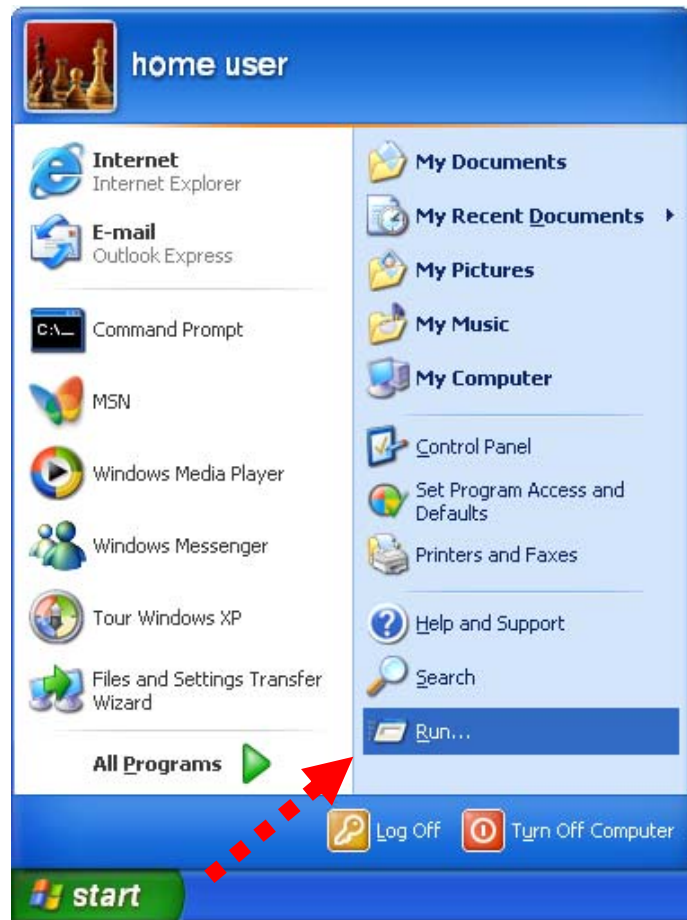 home user
Internet
Internet Explorer
E-mail
Outlook Express
C:\_
Command Prompt
MSN
Windows Media Player
Windows Messenger
Tour Windows XP
Files and Settings Transfer
Wizard
All Programs
My Documents
My Recent Documents
My Pictures
My Music
My Computer
Control Panel
Set Program Access and
Defaults
Printers and Faxes
Help and Support
Search
Run...
Log Off
Turn Off Computer
start